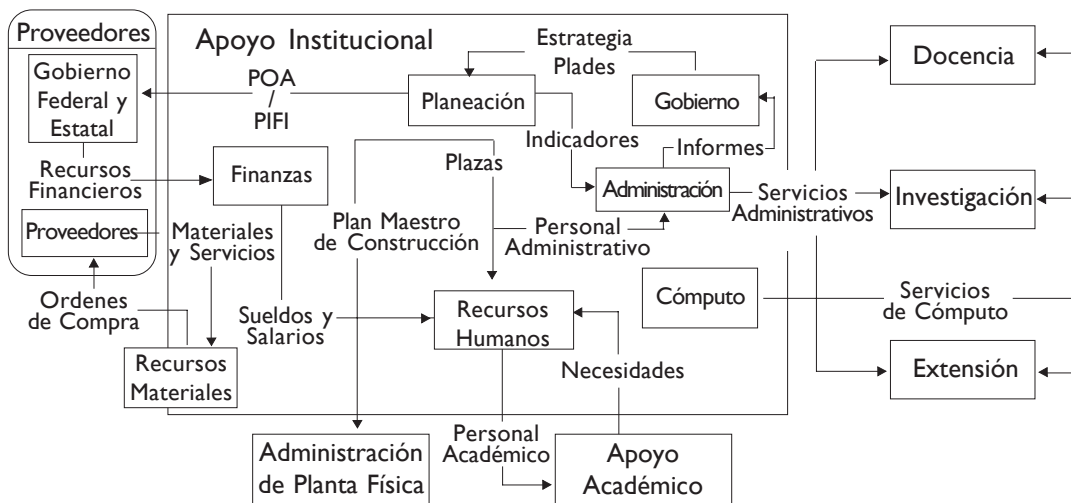 Proveedores
Gobierno
Federal y
Estatal
Recursos
Financieros
Proveedores
Materiales
y Servicios
Ordenes
de Compra
Recursos
Materiales
Apoyo Institucional
POA
/
PIFI
Finanzas
Planeación
Estrategia
Plades
Gobierno
Indicadores
Informes
Plazas
Administración
Plan Maestro
de Construcción
Personal
Administrativo
Servicios
Administrativos
Sueldos y
Salarios
Recursos
Humanos
Cómputo
Servicios
de Cómputo
Necesidades
Docencia
Investigación
Extensión
Administración
de Planta Física
Personal
Académico
Apoyo
Académico